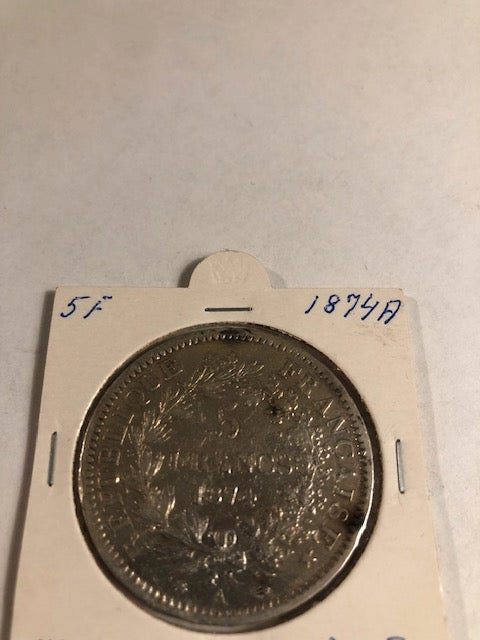 5F 1874A
REPUBLIQUE FRANÇAISE
5
FRANCS
1874
A